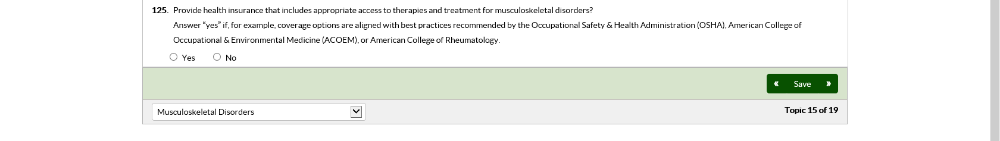 125. Provide health insurance that includes appropriate access to therapies and treatment for musculoskeletal disorders?
Answer “yes” if, for example, coverage options are aligned with best practices recommended by the Occupational Safety & Health Administration (OSHA), American College of
Occupational & Environmental Medicine (ACOEM), or American College of Rheumatology.
Yes No
« Save »
Musculoskeletal Disorders
Topic 15 of 19